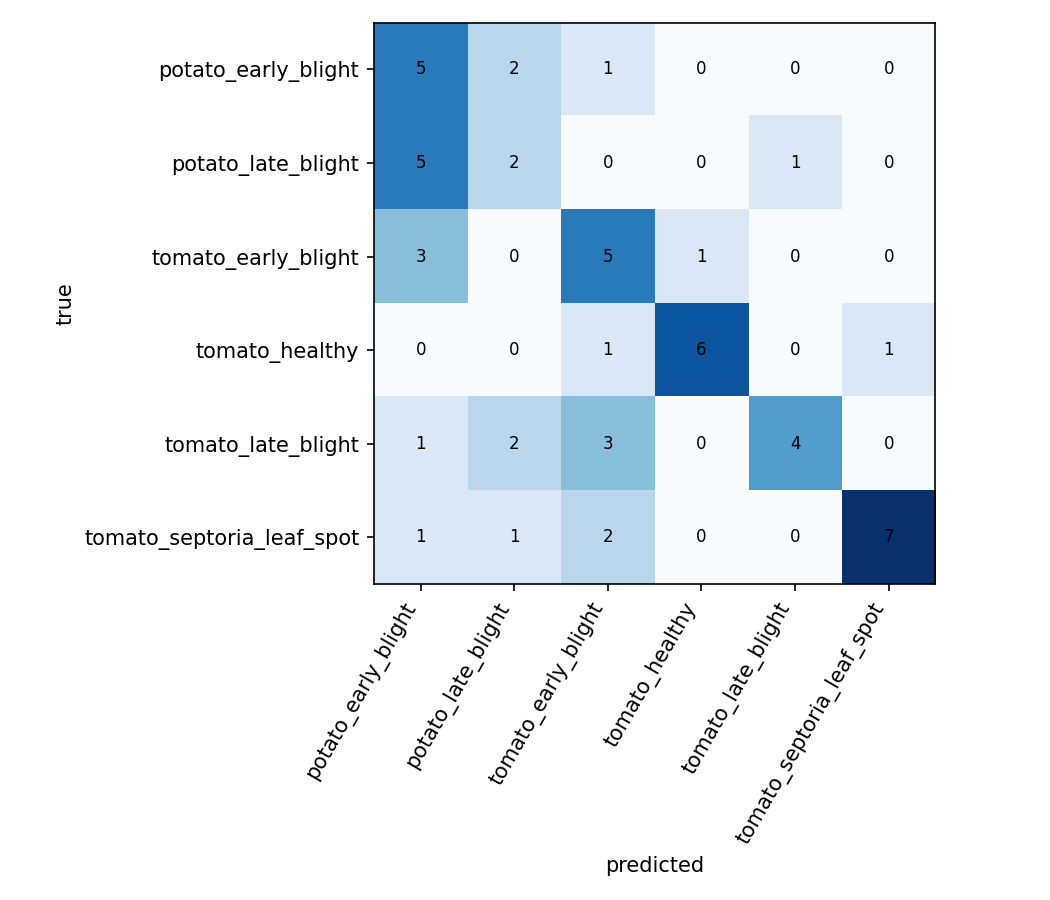 potato_early_blight 5 2 1 0 0 0
potato_late_blight 5 2 0 0 1 0
tomato_early_blight 3 0 5 1 0 0
tomato_healthy 0 0 1 6 0 1
tomato_late_blight 1 2 3 0 4 0
tomato_septoria_leaf_spot 1 1 2 0 0 7
true
potato_early_blight
potato_late_blight
tomato_early_blight
tomato_healthy
tomato_late_blight
tomato_septoria_leaf_spot
predicted